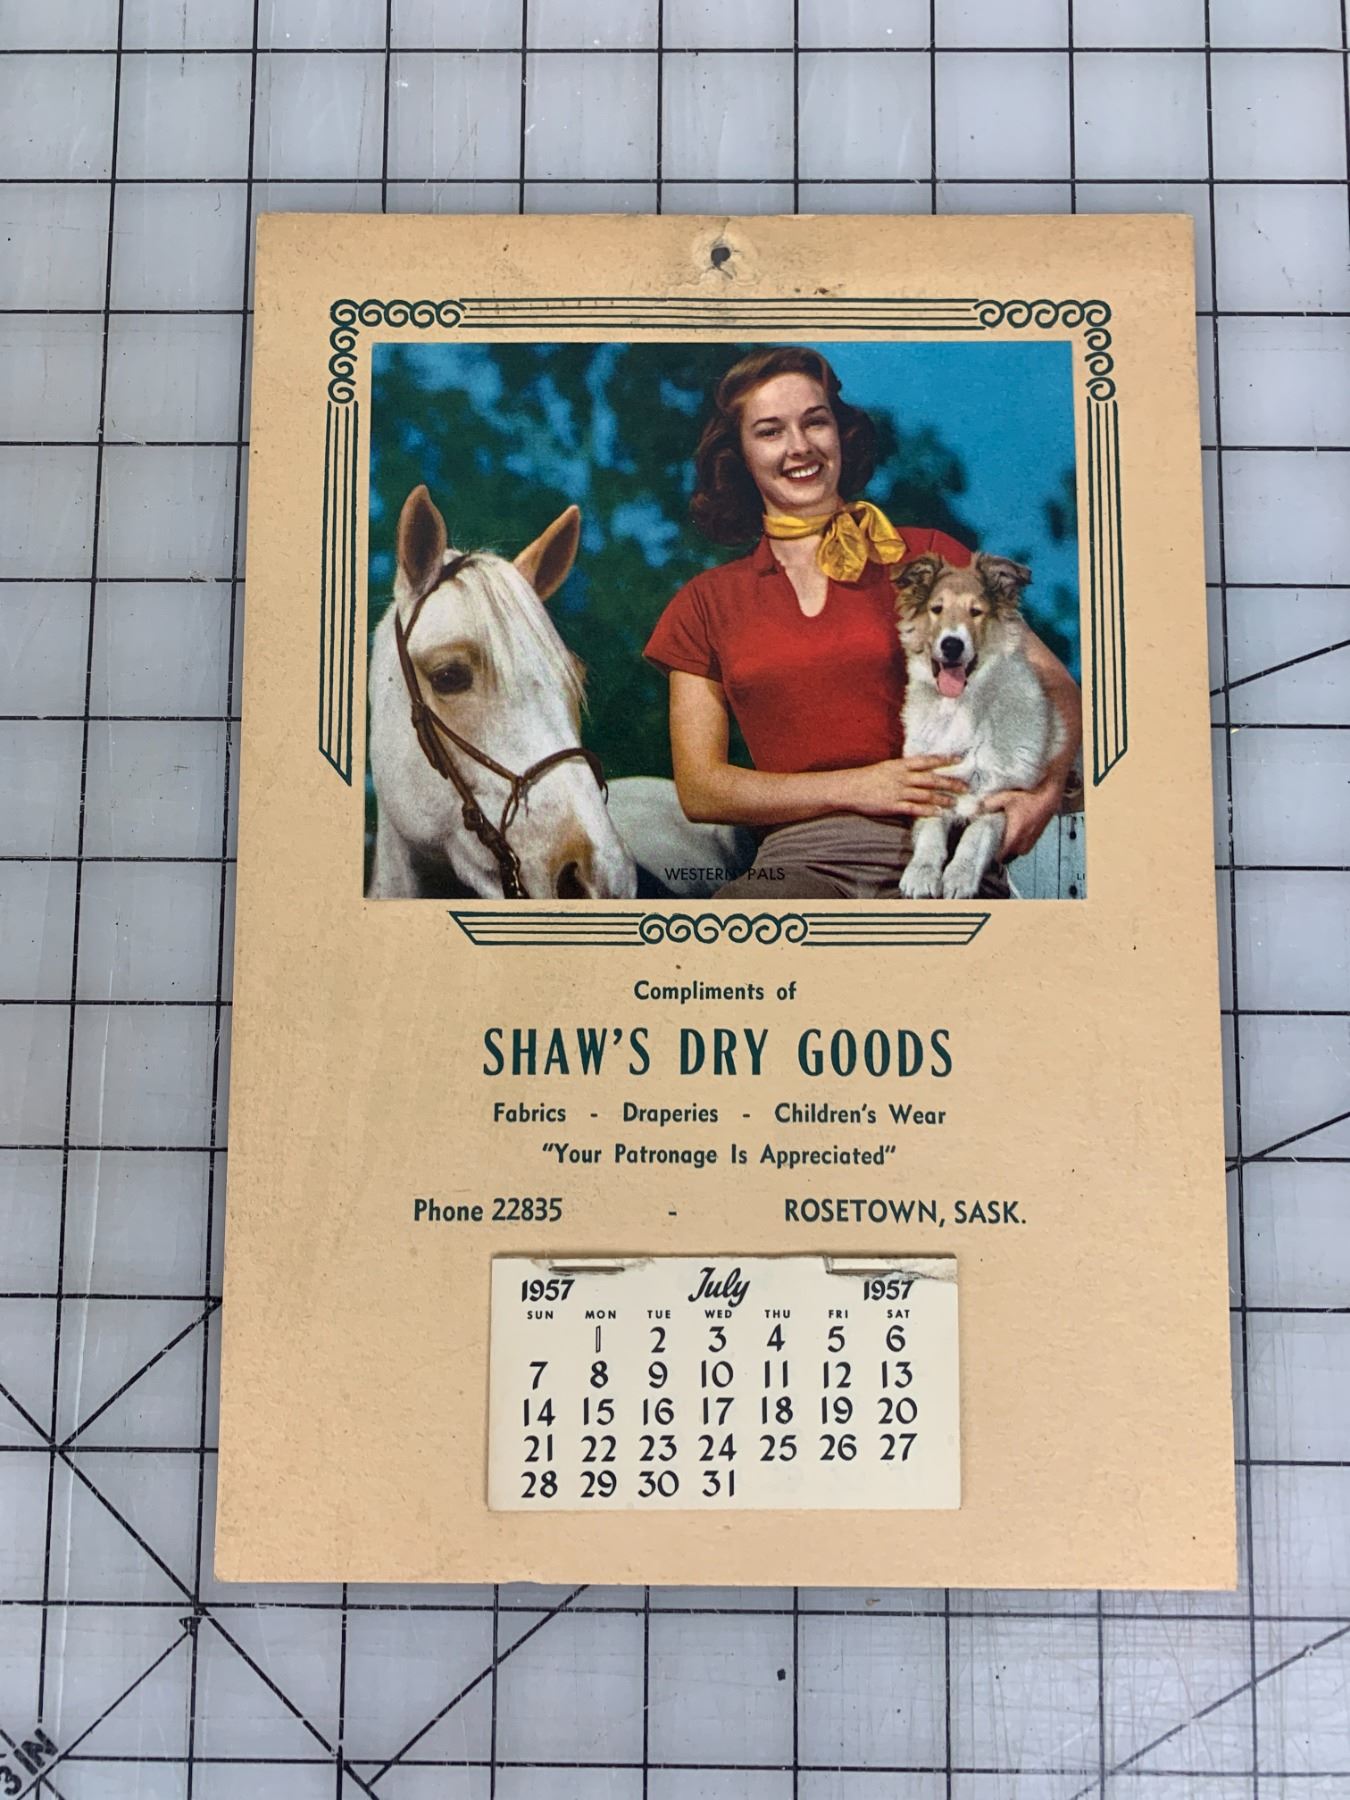 WESTERN PALS
Compliments of
SHAW'S DRY GOODS
Fabrics - Draperies - Children's Wear
"Your Patronage Is Appreciated"
Phone 22835 - ROSETOWN, SASK.
1957 July 1957
SUN MON TUE WED THU FRI SAT
1 2 3 4 5 6
7 8 9 10 11 12 13
14 15 16 17 18 19 20
21 22 23 24 25 26 27
28 29 30 31
3 IN